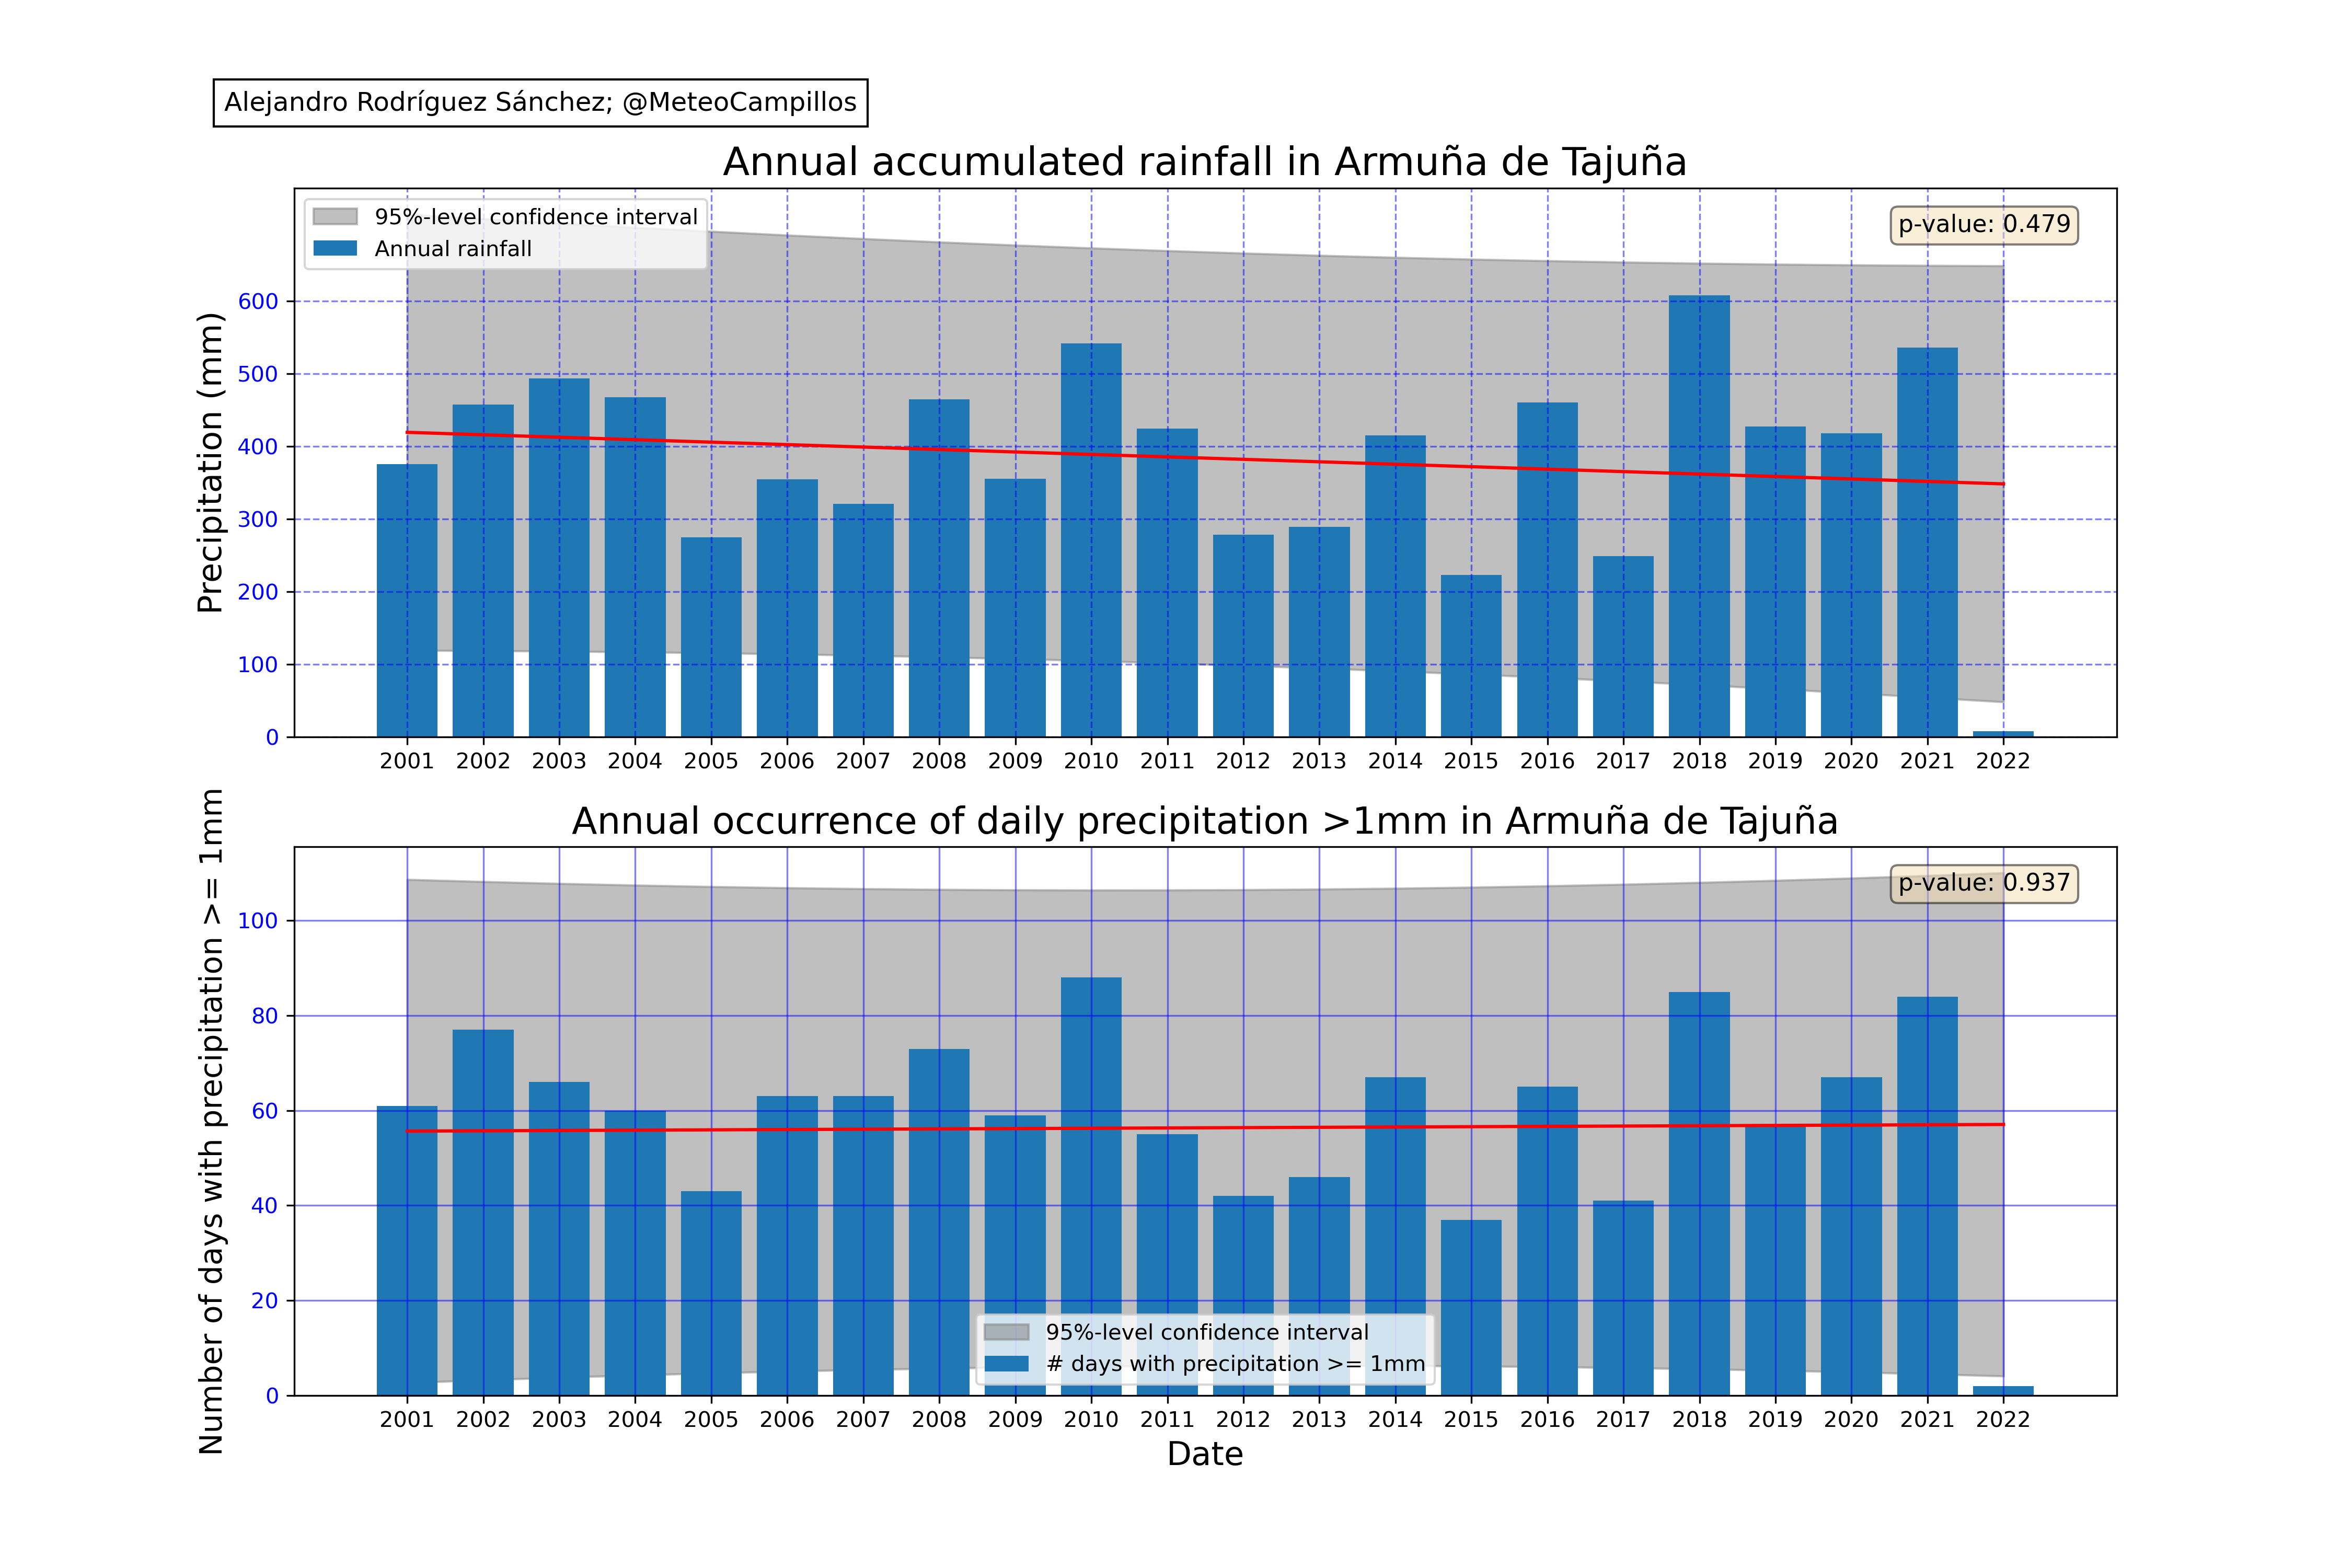 Alejandro Rodríguez Sánchez; @MeteoCampillos
Annual accumulated rainfall in Armuña de Tajuña
95%-level confidence interval
Annual rainfall
p-value: 0.479
Precipitation (mm)
600
500
400
300
200
100
0
2001 2002 2003 2004 2005 2006 2007 2008 2009 2010 2011 2012 2013 2014 2015 2016 2017 2018 2019 2020 2021 2022
Annual occurrence of daily precipitation >1mm in Armuña de Tajuña
p-value: 0.937
Number of days with precipitation >= 1mm
100
80
60
40
20
0
95%-level confidence interval
# days with precipitation >= 1mm
2001 2002 2003 2004 2005 2006 2007 2008 2009 2010 2011 2012 2013 2014 2015 2016 2017 2018 2019 2020 2021 2022
Date